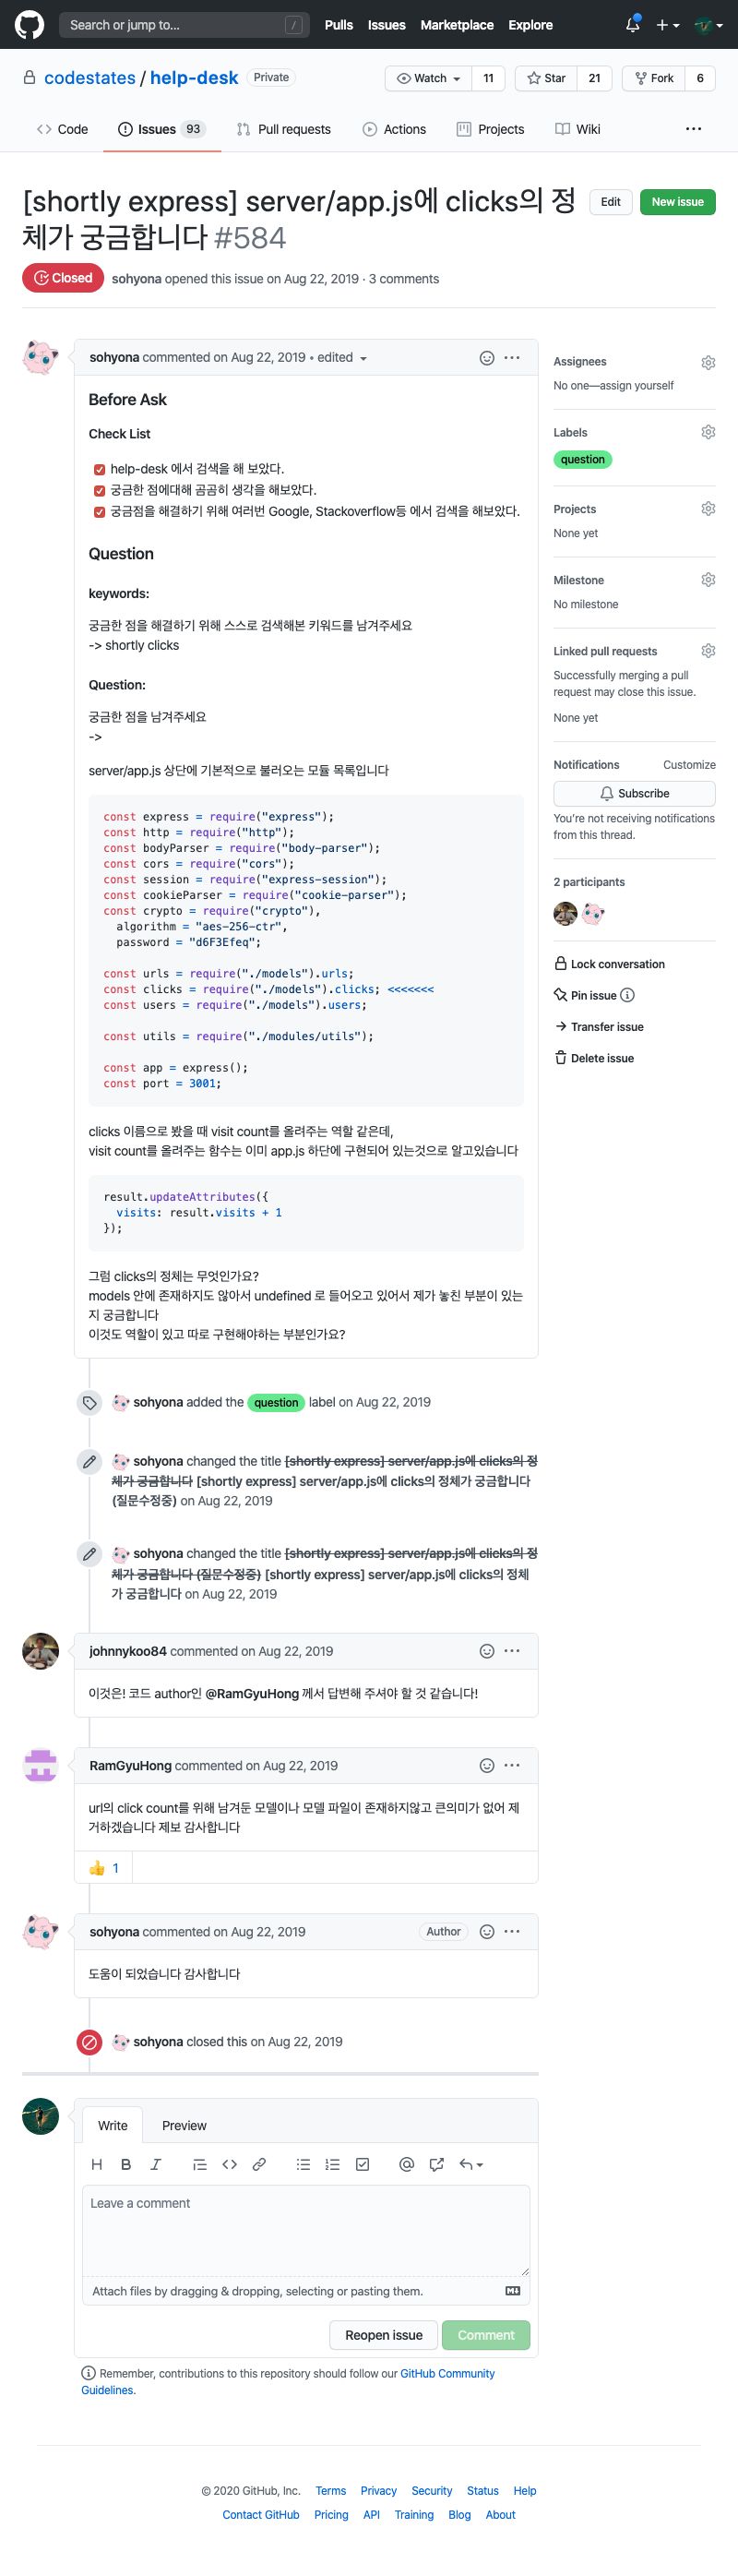 Search or jump to... /
Pulls Issues Marketplace Explore
codestates / help-desk Private
Watch 11 Star 21 Fork 6
Code Issues 93 Pull requests Actions Projects Wiki
[shortly express] server/app.js에 clicks의 정
체가 궁금합니다 #584
Edit New issue
Closed sohyona opened this issue on Aug 22, 2019 · 3 comments
sohyona commented on Aug 22, 2019 • edited
Before Ask
Check List
help-desk 에서 검색을 해 보았다.
궁금한 점에대해 곰곰히 생각을 해보았다.
궁금점을 해결하기 위해 여러번 Google, Stackoverflow등 에서 검색을 해보았다.
Question
keywords:
궁금한 점을 해결하기 위해 스스로 검색해본 키워드를 남겨주세요
-> shortly clicks
Question:
궁금한 점을 남겨주세요
->
server/app.js 상단에 기본적으로 불러오는 모듈 목록입니다
const express = require("express");
const http = require("http");
const bodyParser = require("body-parser");
const cors = require("cors");
const session = require("express-session");
const cookieParser = require("cookie-parser");
const crypto = require("crypto"),
algorithm = "aes-256-ctr",
password = "d6F3Efeq";
const urls = require("./models").urls;
const clicks = require("./models").clicks; <<<<<<<
const users = require("./models").users;
const utils = require("./modules/utils");
const app = express();
const port = 3001;
clicks 이름으로 봤을 때 visit count를 올려주는 역할 같은데,
visit count를 올려주는 함수는 이미 app.js 하단에 구현되어 있는것으로 알고있습니다
result.updateAttributes({
visits: result.visits + 1
});
그럼 clicks의 정체는 무엇인가요?
models 안에 존재하지도 않아서 undefined 로 들어오고 있어서 제가 놓친 부분이 있는
지 궁금합니다
이것도 역할이 있고 따로 구현해야하는 부분인가요?
Assignees
No one—assign yourself
Labels
question
Projects
None yet
Milestone
No milestone
Linked pull requests
Successfully merging a pull
request may close this issue.
None yet
Notifications Customize
Subscribe
You're not receiving notifications
from this thread.
2 participants
Lock conversation
Pin issue
Transfer issue
Delete issue
sohyona added the question label on Aug 22, 2019
sohyona changed the title [shortly express] server/app.js에 clicks의 정
체가 궁금합니다 [shortly express] server/app.js에 clicks의 정체가 궁금합니다
(질문수정중) on Aug 22, 2019
sohyona changed the title [shortly express] server/app.js에 clicks의 정
체가 궁금합니다 (질문수정중) [shortly express] server/app.js에 clicks의 정체
가 궁금합니다 on Aug 22, 2019
johnnykoo84 commented on Aug 22, 2019
이것은! 코드 author인 @RamGyuHong 께서 답변해 주셔야 할 것 같습니다!
RamGyuHong commented on Aug 22, 2019
url의 click count를 위해 남겨둔 모델이나 모델 파일이 존재하지않고 큰의미가 없어 제
거하겠습니다 제보 감사합니다
1
sohyona commented on Aug 22, 2019 Author
도움이 되었습니다 감사합니다
sohyona closed this on Aug 22, 2019
Write Preview
Leave a comment
Attach files by dragging & dropping, selecting or pasting them.
Reopen issue Comment
Remember, contributions to this repository should follow our GitHub Community
Guidelines.
© 2020 GitHub, Inc. Terms Privacy Security Status Help
Contact GitHub Pricing API Training Blog About